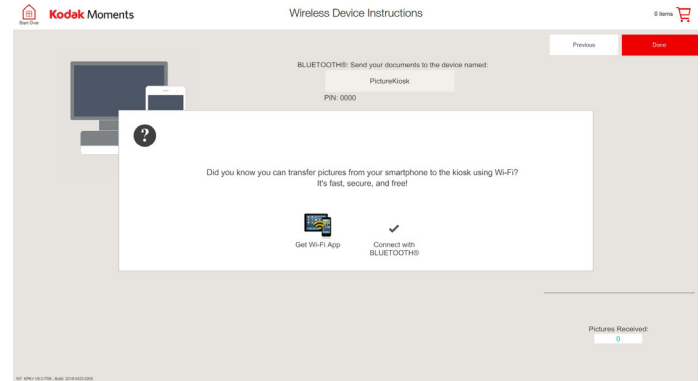 Start Over
Kodak Moments
Wireless Device Instructions
0 items
Previous
Done
BLUETOOTH®: Send your documents to the device named:
PictureKiosk
PIN: 0000
?
Did you know you can transfer pictures from your smartphone to the kiosk using Wi-Fi?
It's fast, secure, and free!
Get Wi-Fi App
Connect with
BLUETOOTH®
Pictures Received:
0